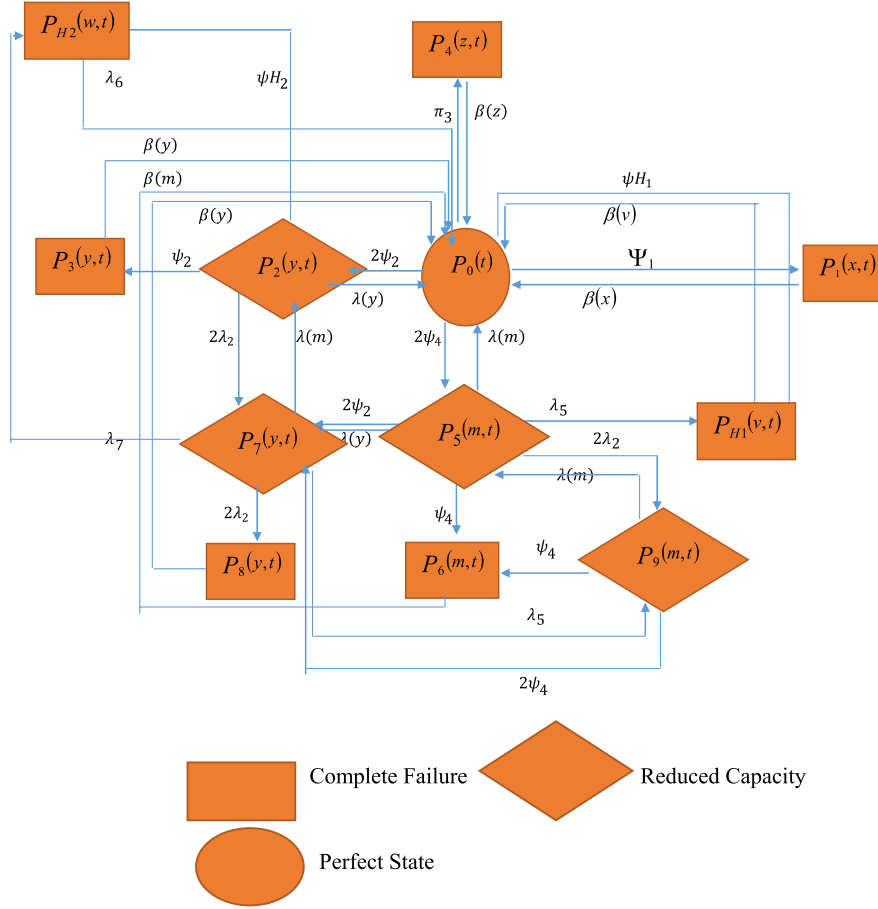 P_{H2}(w,t)
P_4(z,t)
λ_6
ψH_2
π_3
β(z)
β(y)
β(m)
ψH_1
β(y)
β(v)
P_3(y,t)
ψ_2
P_2(y,t)
2ψ_2
P_0(t)
Ψ_1
P_1(x,t)
λ(y)
β(x)
2λ_2
λ(m)
2ψ_4
λ(m)
2ψ_2
λ_5
P_{H1}(v,t)
λ_7
P_7(y,t)
λ(y)
P_5(m,t)
2λ_2
λ(m)
2λ_2
ψ_4
P_8(y,t)
P_6(m,t)
ψ_4
P_9(m,t)
λ_5
2ψ_4
Complete Failure
Reduced Capacity
Perfect State